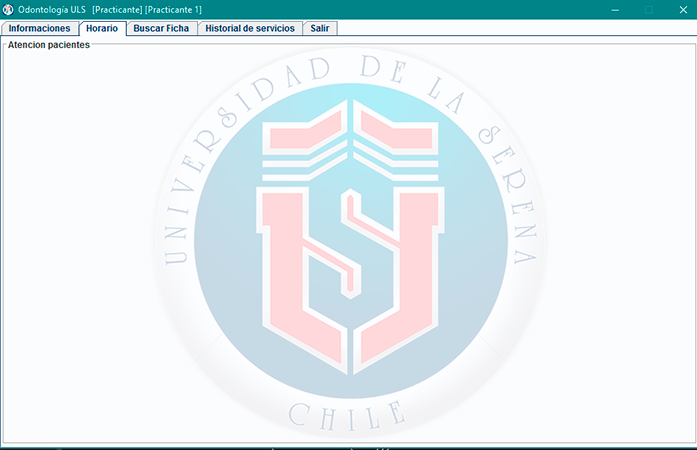 Odontología ULS [Practicante] [Practicante 1]
Informaciones Horario Buscar Ficha Historial de servicios Salir
Atencion pacientes
UNIVERSIDAD DE LA SERENA
CHILE